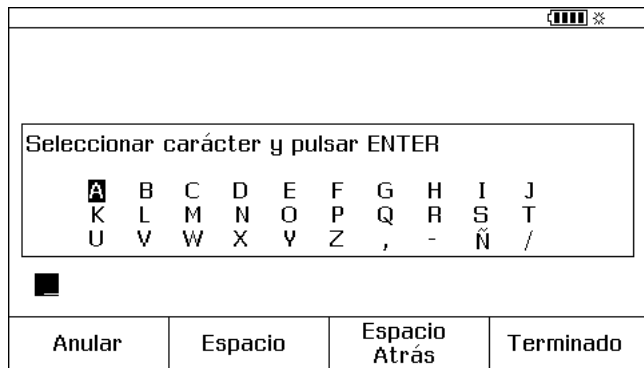 Seleccionar carácter y pulsar ENTER
A B C D E F G H I J
K L M N O P Q R S T
U V W X Y Z , - Ñ /
_
Anular Espacio Espacio Atrás Terminado